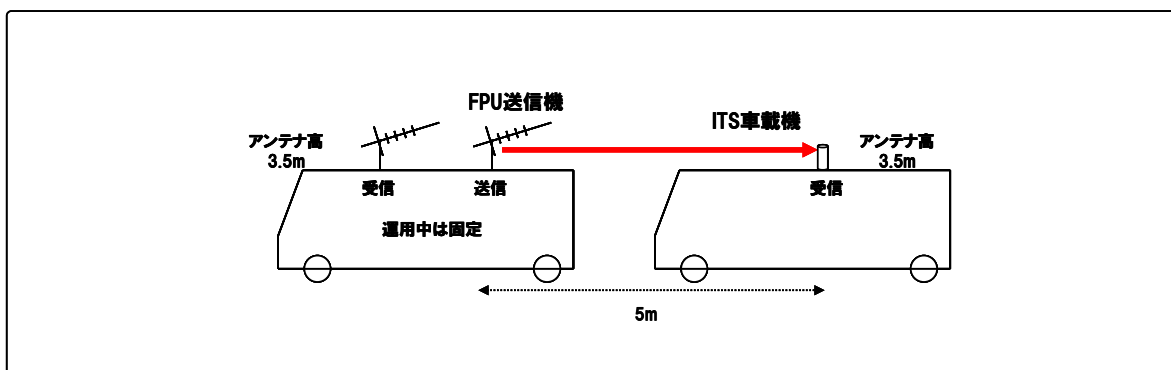 FPU送信機
ITS車載機
アンテナ高
3.5m
アンテナ高
3.5m
受信
送信
受信
運用中は固定
5m